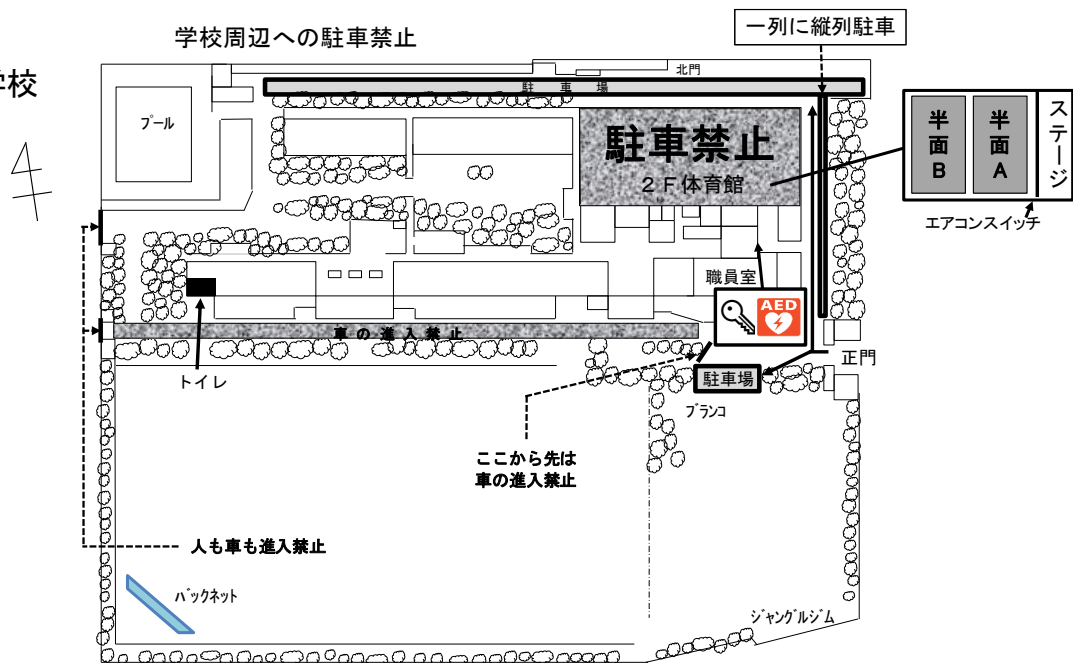 学校周辺への駐車禁止
一列に縦列駐車
学校
北門
駐車場
プール
駐車禁止
2F体育館
半面B
半面A
ステージ
エアコンスイッチ
職員室
AED
車の進入禁止
正門
トイレ
駐車場
ブランコ
ここから先は
車の進入禁止
人も車も進入禁止
バックネット
ジャングルジム